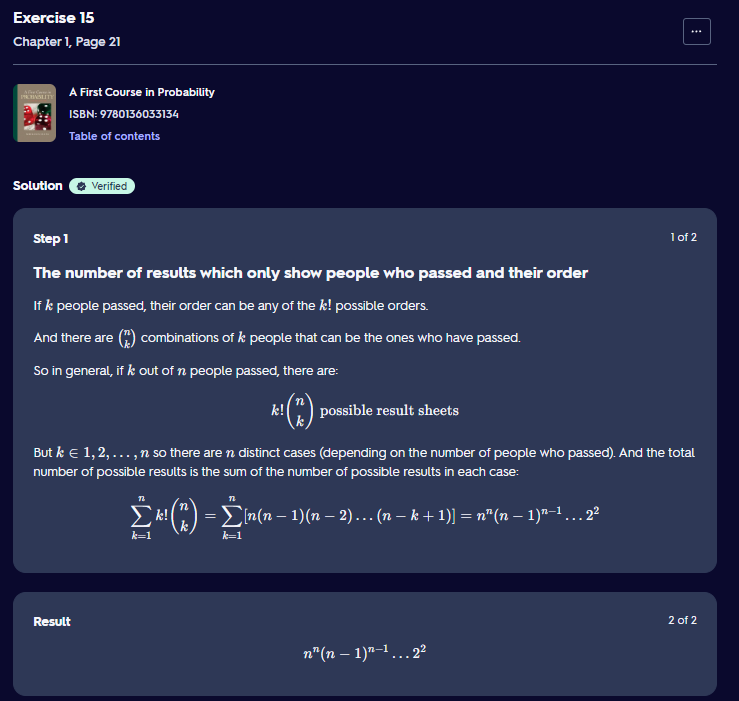 Exercise 15
Chapter 1, Page 21
...
A First Course in Probability
ISBN: 9780136033134
Table of contents
Solution Verified
Step 1
1 of 2
The number of results which only show people who passed and their order
If k people passed, their order can be any of the k! possible orders.
And there are \binom{n}{k} combinations of k people that can be the ones who have passed.
So in general, if k out of n people passed, there are:
k!\binom{n}{k} possible result sheets
But k ∈ 1, 2, . . . , n so there are n distinct cases (depending on the number of people who passed). And the total
number of possible results is the sum of the number of possible results in each case:
\sum_{k=1}^{n} k!\binom{n}{k} = \sum_{k=1}^{n} [n(n − 1)(n − 2) . . . (n − k + 1)] = n^n(n − 1)^{n−1} . . . 2^2
Result
2 of 2
n^n(n − 1)^{n−1} . . . 2^2